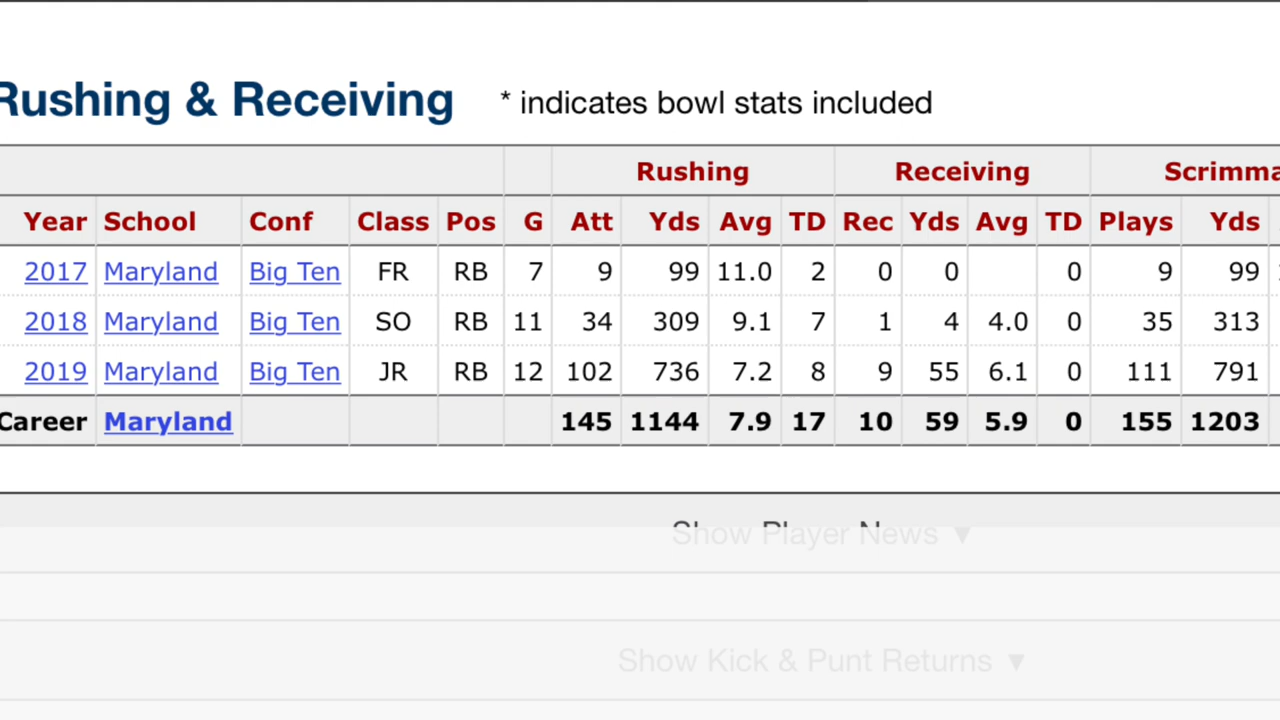 Rushing & Receiving * indicates bowl stats included
Rushing Receiving Scrimma
Year School Conf Class Pos G Att Yds Avg TD Rec Yds Avg TD Plays Yds
2017 Maryland Big Ten FR RB 7 9 99 11.0 2 0 0 0 9 99
2018 Maryland Big Ten SO RB 11 34 309 9.1 7 1 4 4.0 0 35 313
2019 Maryland Big Ten JR RB 12 102 736 7.2 8 9 55 6.1 0 111 791
Career Maryland 145 1144 7.9 17 10 59 5.9 0 155 1203
Show Player News ▼
Show Kick & Punt Returns ▼